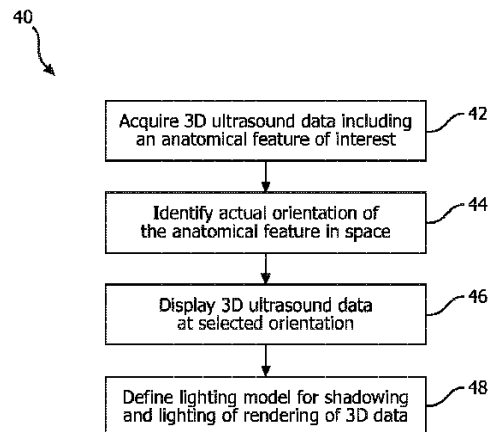 40
Acquire 3D ultrasound data including
an anatomical feature of interest
42
Identify actual orientation of
the anatomical feature in space
44
Display 3D ultrasound data
at selected orientation
46
Define lighting model for shadowing
and lighting of rendering of 3D data
48